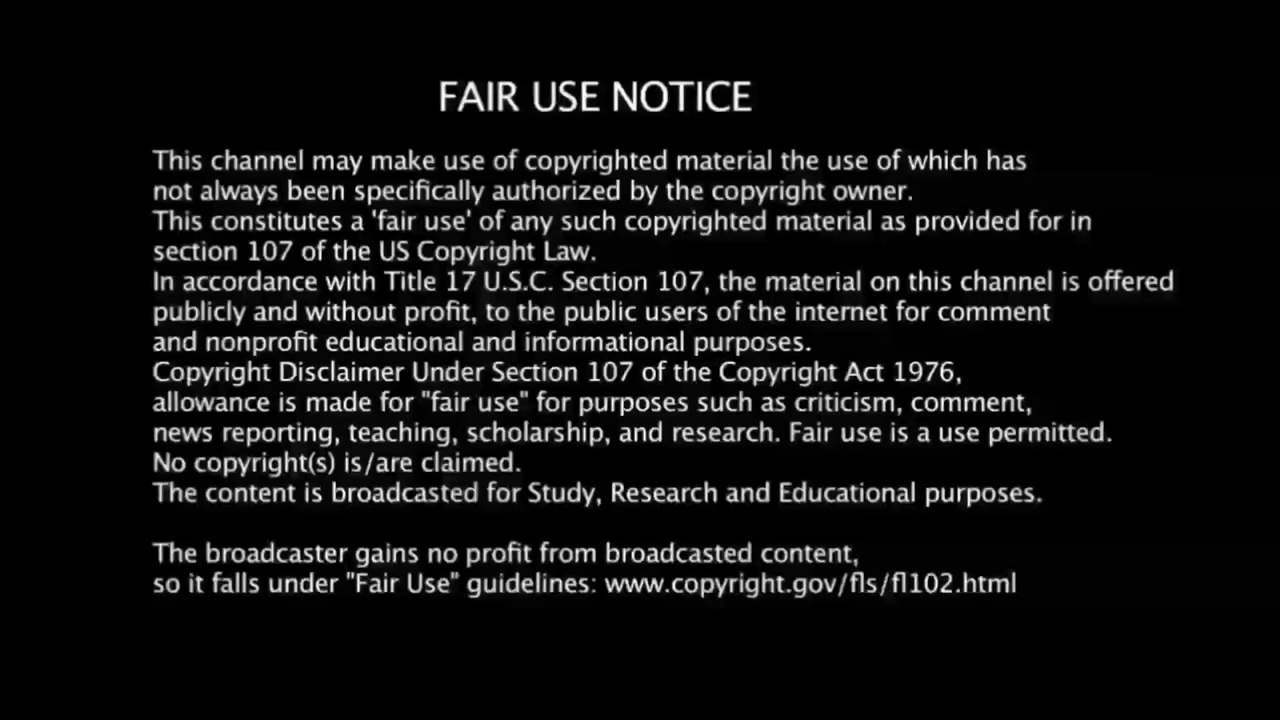 FAIR USE NOTICE
This channel may make use of copyrighted material the use of which has
not always been specifically authorized by the copyright owner.
This constitutes a 'fair use' of any such copyrighted material as provided for in
section 107 of the US Copyright Law.
In accordance with Title 17 U.S.C. Section 107, the material on this channel is offered
publicly and without profit, to the public users of the internet for comment
and nonprofit educational and informational purposes.
Copyright Disclaimer Under Section 107 of the Copyright Act 1976,
allowance is made for "fair use" for purposes such as criticism, comment,
news reporting, teaching, scholarship, and research. Fair use is a use permitted.
No copyright(s) is/are claimed.
The content is broadcasted for Study, Research and Educational purposes.
The broadcaster gains no profit from broadcasted content,
so it falls under "Fair Use" guidelines: www.copyright.gov/fls/fl102.html